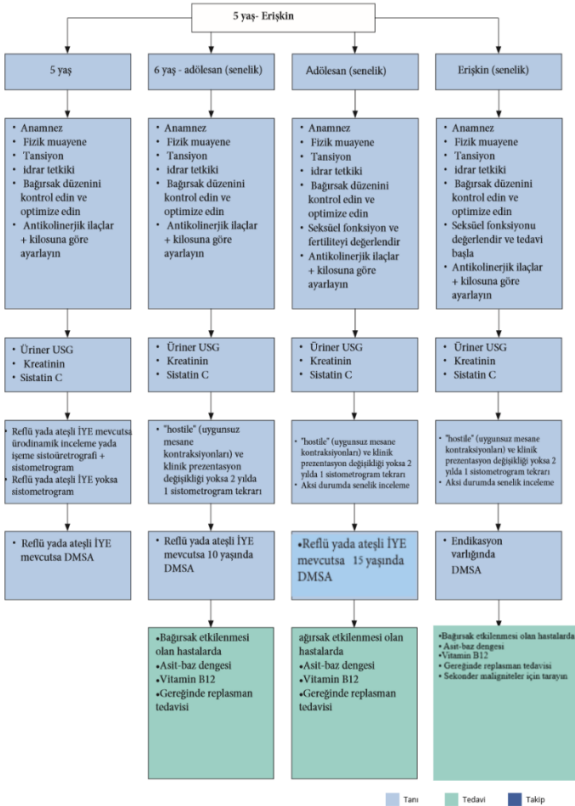 5 yaş- Erişkin
5 yaş
6 yaş - adölesan (senelik)
Adölesan (senelik)
Erişkin (senelik)
• Anamnez
• Fizik muayene
• Tansiyon
• idrar tetkiki
• Bağırsak düzenini
kontrol edin ve
optimize edin
• Antikolinerjik ilaçlar
+ kilosuna göre
ayarlayın
• Anamnez
• Fizik muayene
• Tansiyon
• idrar tetkiki
• Bağırsak düzenini
kontrol edin ve
optimize edin
• Antikolinerjik ilaçlar
+ kilosuna göre
ayarlayın
• Anamnez
• Fizik muayene
• Tansiyon
• idrar tetkiki
• Bağırsak düzenini
kontrol edin ve
optimize edin
• Seksüel fonksiyon ve
fertiliteyi değerlendir
• Antikolinerjik ilaçlar
+ kilosuna göre
ayarlayın
• Anamnez
• Fizik muayene
• Tansiyon
• idrar tetkiki
• Bağırsak düzenini
kontrol edin ve
optimize edin
• Seksüel fonksiyonu
değerlendir ve tedavi
başla
• Antikolinerjik ilaçlar
+ kilosuna göre
ayarlayın
• Üriner USG
• Kreatinin
• Sistatin C
• Üriner USG
• Kreatinin
• Sistatin C
• Üriner USG
• Kreatinin
• Sistatin C
• Üriner USG
• Kreatinin
• Sistatin C
• Reflü yada ateşli İYE mevcutsa
ürodinamik inceleme yada
işeme sistoüretrografi +
sistometrogram
• Reflü yada ateşli İYE yoksa
sistometrogram
• "hostile" (uygunsuz
mesane
kontraksiyonları) ve
klinik prezentasyon
değişikliği yoksa 2 yılda
1 sistometrogram tekrarı
• "hostile" (uygunsuz mesane
kontraksiyonları) ve klinik
prezentasyon değişikliği yoksa 2
yılda 1 sistometrogram tekrarı
• Aksi durumda senelik inceleme
• "hostile" (uygunsuz mesane
kontraksiyonları) ve klinik
prezentasyon değişikliği yoksa 2
yılda 1 sistometrogram tekrarı
• Aksi durumda senelik inceleme
• Reflü yada ateşli İYE
mevcutsa DMSA
• Reflü yada ateşli İYE
mevcutsa 10 yaşında
DMSA
•Reflü yada ateşli İYE
mevcutsa 15 yaşında
DMSA
• Endikasyon
varlığında
DMSA
•Bağırsak etkilenmesi
olan hastalarda
•Asit-baz dengesi
•Vitamin B12
•Gereğinde replasman
tedavisi
ağırsak etkilenmesi olan
hastalarda
•Asit-baz dengesi
•Vitamin B12
•Gereğinde replasman
tedavisi
•Bağırsak etkilenmesi olan hastalarda
• Asit-baz dengesi
•Vitamin B12
• Gereğinde replasman tedavisi
• Sekonder maligniteler için tarayın
Tanı
Tedavi
Takip